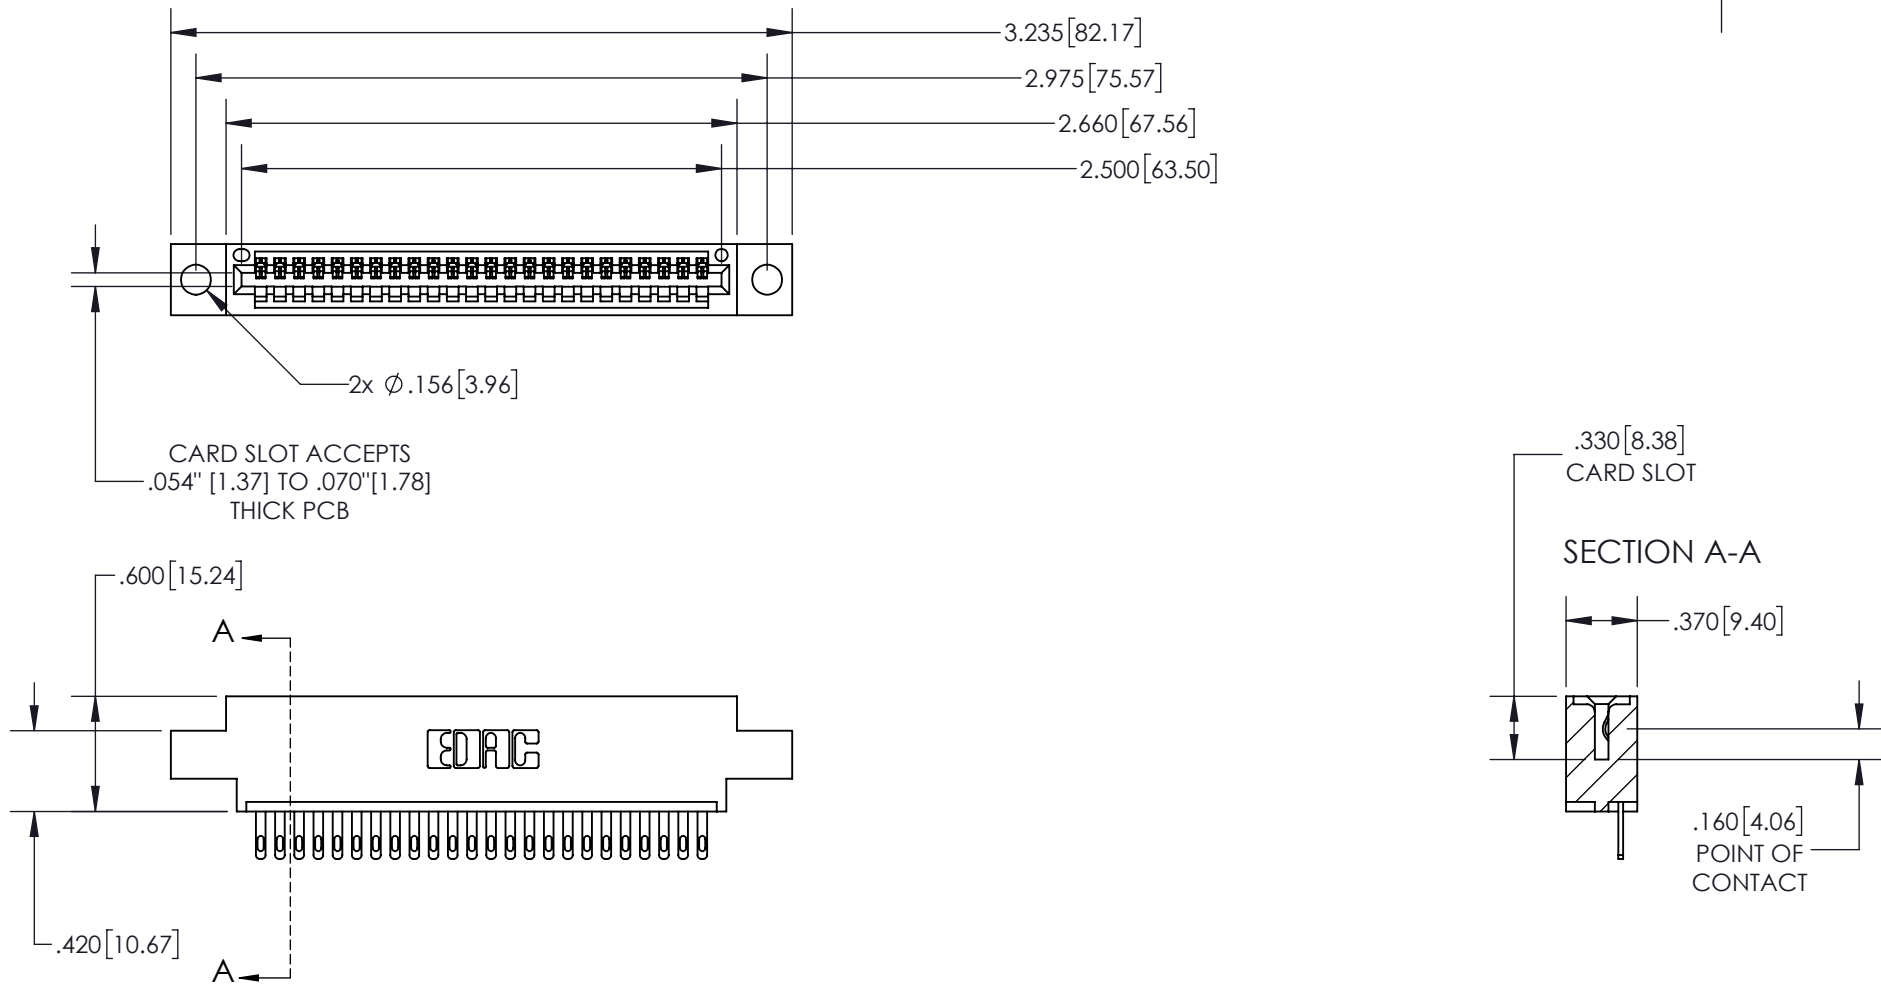 3.235[82.17]
2.975[75.57]
2.660[67.56]
2.500[63.50]
2x Ø.156[3.96]
CARD SLOT ACCEPTS
.054" [1.37] TO .070"[1.78]
THICK PCB
.330[8.38]
CARD SLOT
SECTION A-A
.600[15.24]
A
.370[9.40]
EDAC
.160[4.06]
POINT OF
CONTACT
.420[10.67]
A